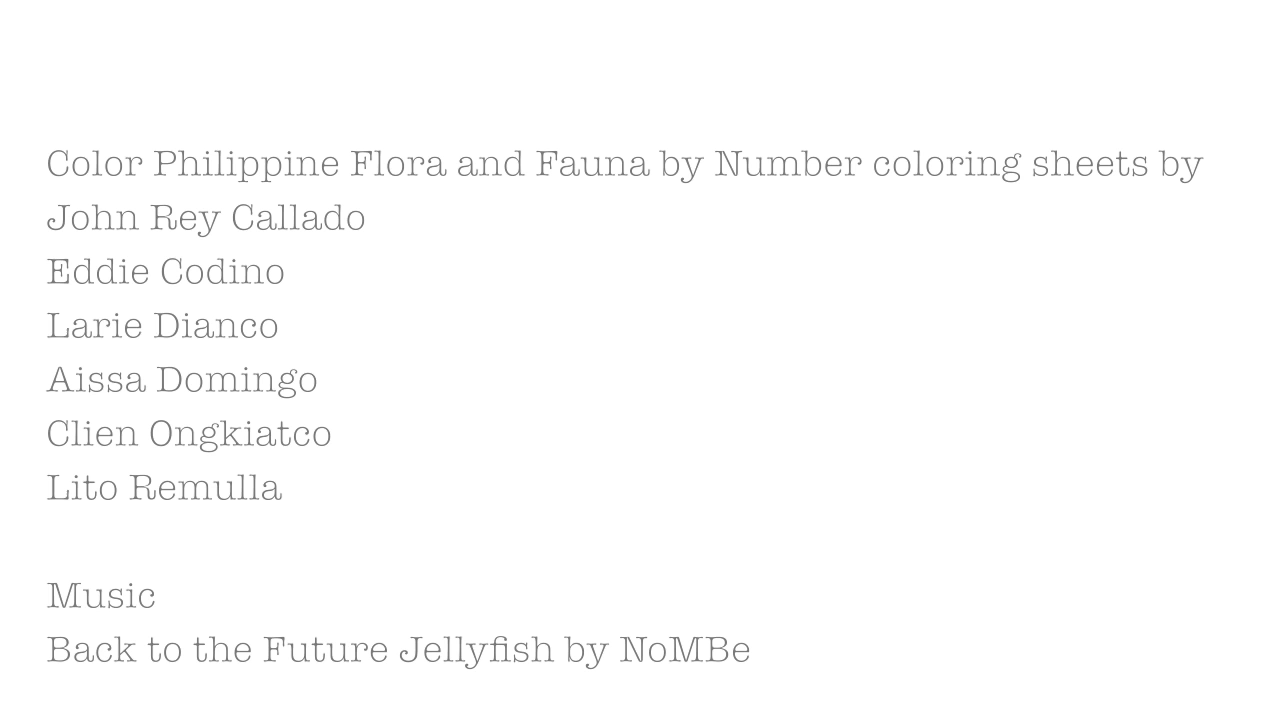 Color Philippine Flora and Fauna by Number coloring sheets by
John Rey Callado
Eddie Codino
Larie Dianco
Aissa Domingo
Clien Ongkiatco
Lito Remulla
Music
Back to the Future Jellyfish by NoMBe